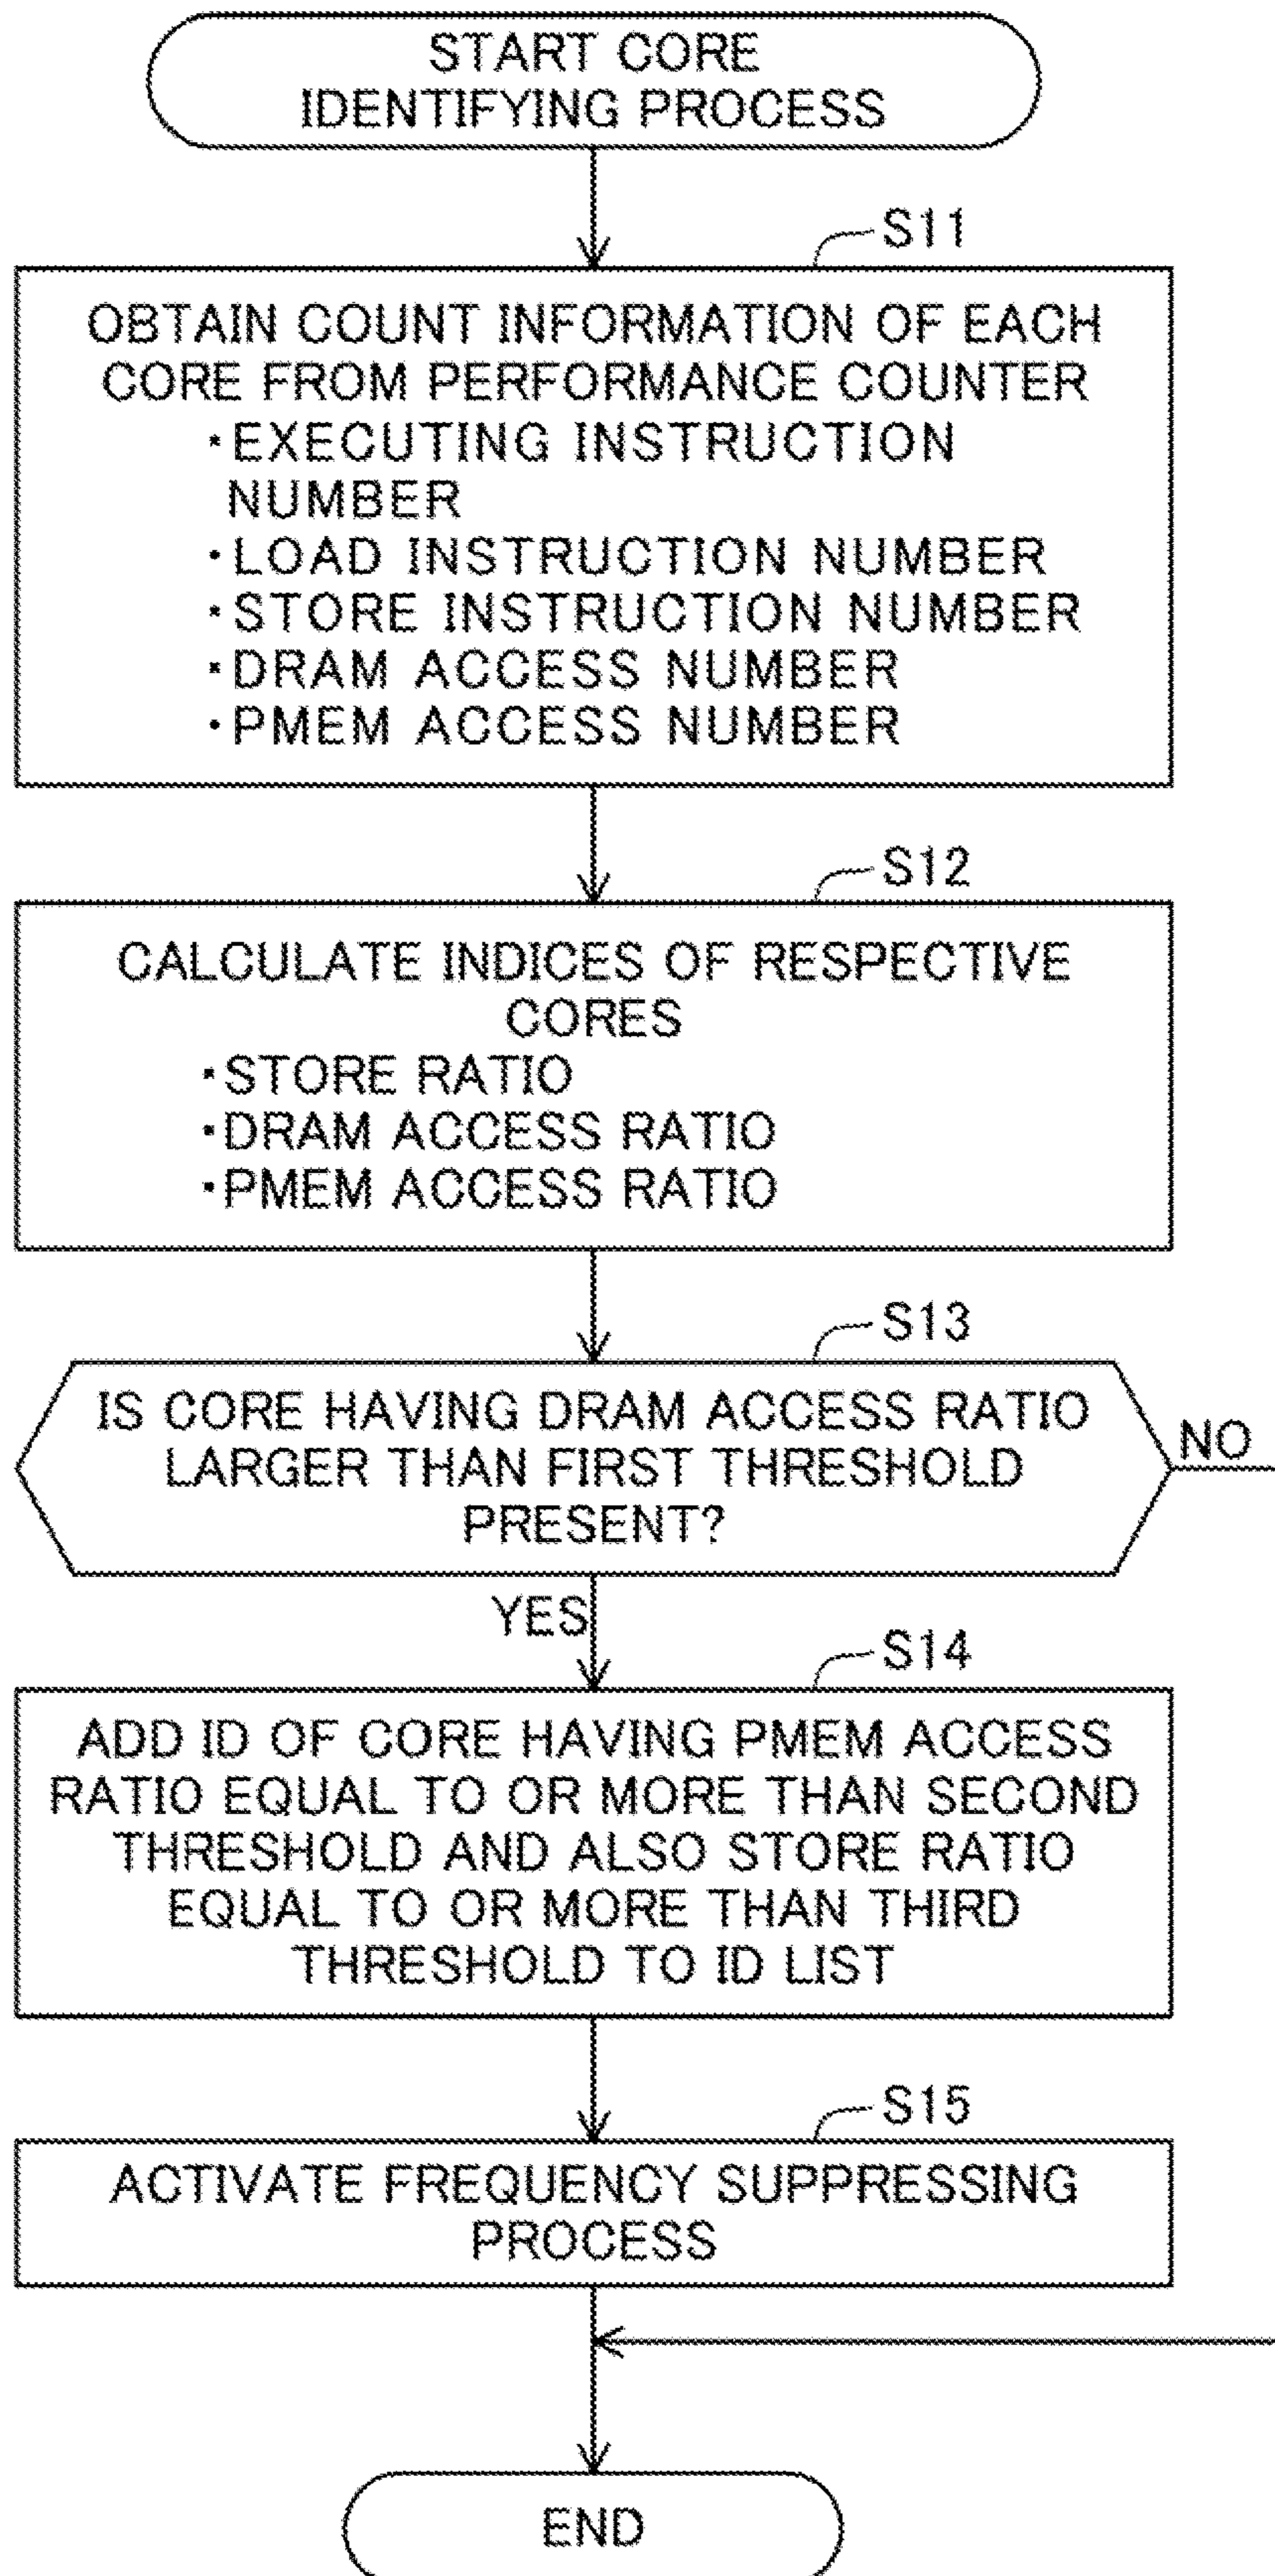 START CORE
IDENTIFYING PROCESS
S11
OBTAIN COUNT INFORMATION OF EACH
CORE FROM PERFORMANCE COUNTER
・EXECUTING INSTRUCTION
NUMBER
・LOAD INSTRUCTION NUMBER
・STORE INSTRUCTION NUMBER
・DRAM ACCESS NUMBER
・PMEM ACCESS NUMBER
S12
CALCULATE INDICES OF RESPECTIVE
CORES
・STORE RATIO
・DRAM ACCESS RATIO
・PMEM ACCESS RATIO
S13
IS CORE HAVING DRAM ACCESS RATIO
LARGER THAN FIRST THRESHOLD
PRESENT?
NO
YES
S14
ADD ID OF CORE HAVING PMEM ACCESS
RATIO EQUAL TO OR MORE THAN SECOND
THRESHOLD AND ALSO STORE RATIO
EQUAL TO OR MORE THAN THIRD
THRESHOLD TO ID LIST
S15
ACTIVATE FREQUENCY SUPPRESSING
PROCESS
END